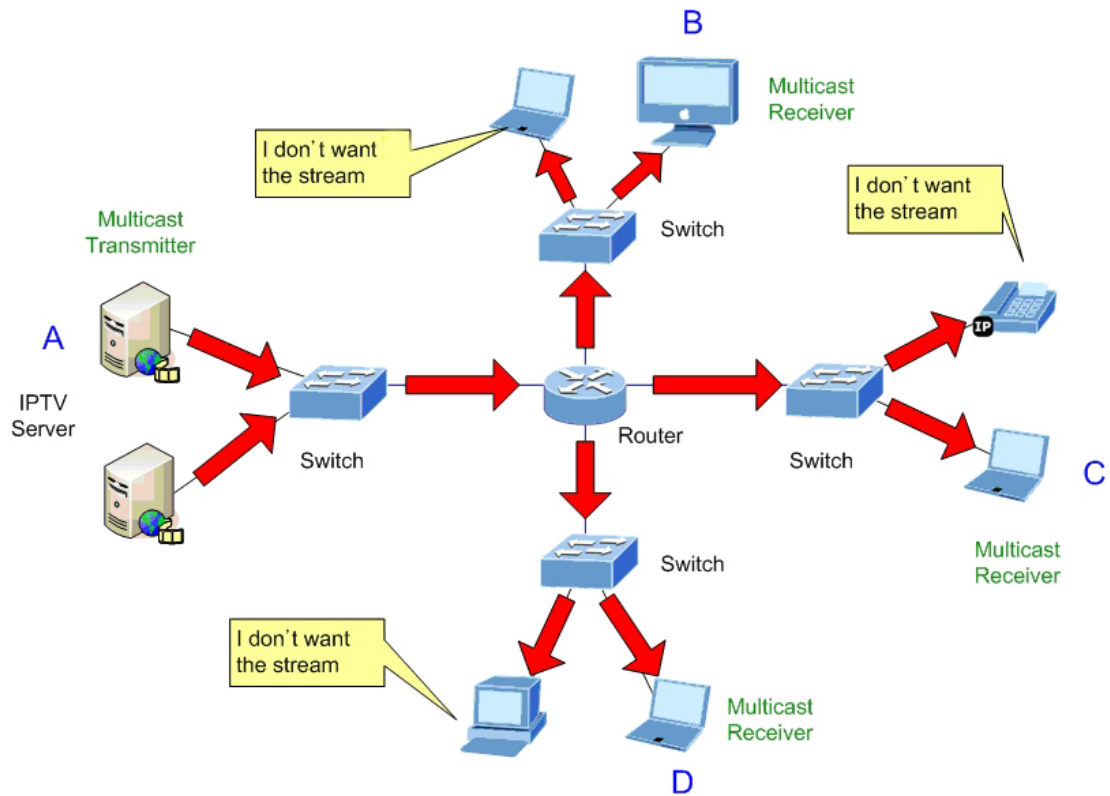 B
Multicast
Receiver
I don't want
the stream
I don't want
the stream
Switch
Multicast
Transmitter
A
IP
IPTV
Server
Router
Switch
Switch
C
Switch
Multicast
Receiver
I don't want
the stream
Multicast
Receiver
D